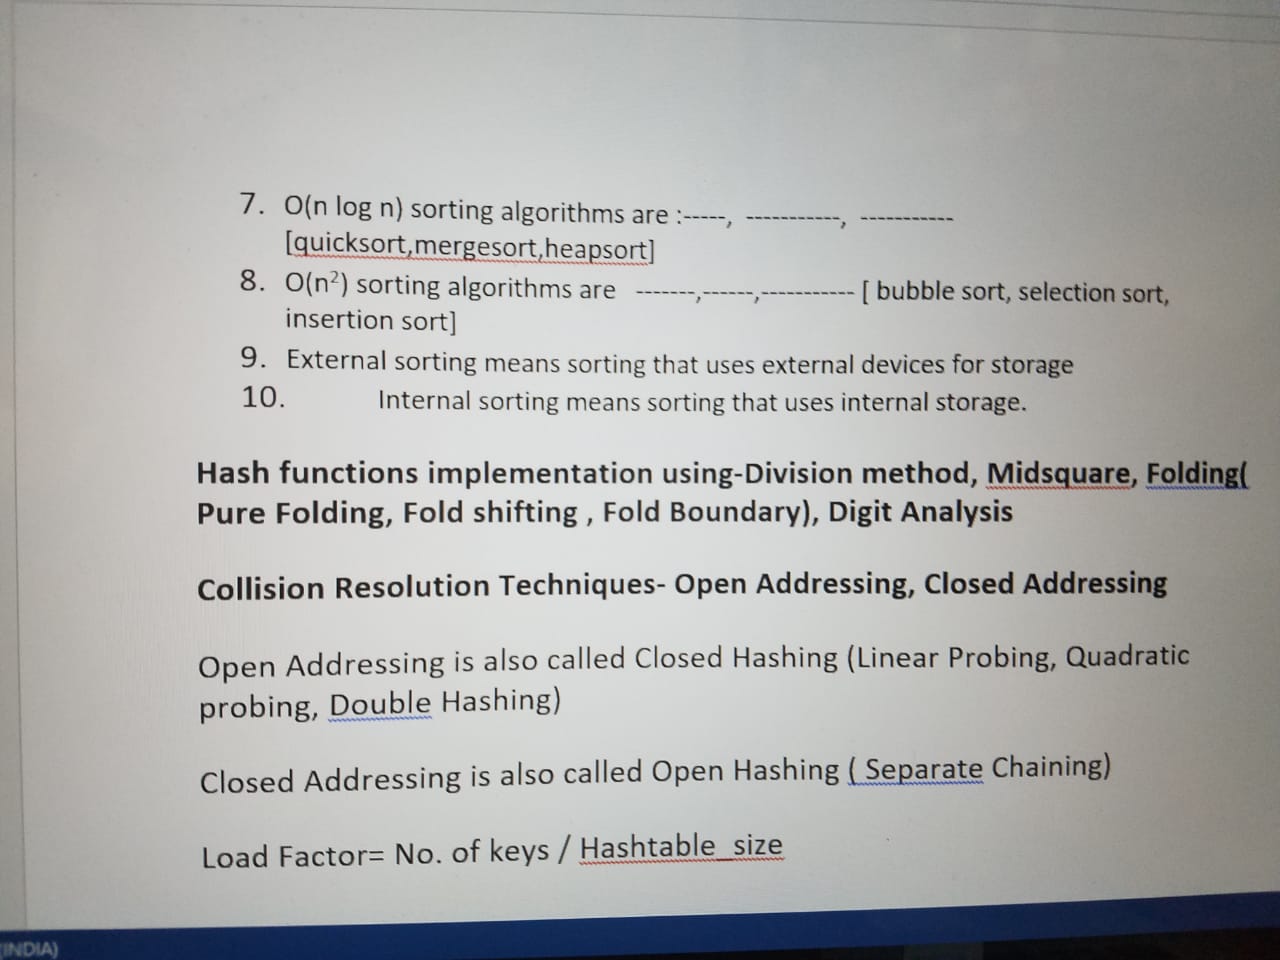 7. O(n log n) sorting algorithms are :-----, -----------, -----------
[quicksort,mergesort,heapsort]
8. O(n²) sorting algorithms are -------,------,----------- [ bubble sort, selection sort,
insertion sort]
9. External sorting means sorting that uses external devices for storage
10. Internal sorting means sorting that uses internal storage.
Hash functions implementation using-Division method, Midsquare, Folding(
Pure Folding, Fold shifting , Fold Boundary), Digit Analysis
Collision Resolution Techniques- Open Addressing, Closed Addressing
Open Addressing is also called Closed Hashing (Linear Probing, Quadratic
probing, Double Hashing)
Closed Addressing is also called Open Hashing ( Separate Chaining)
Load Factor= No. of keys / Hashtable_size
(INDIA)